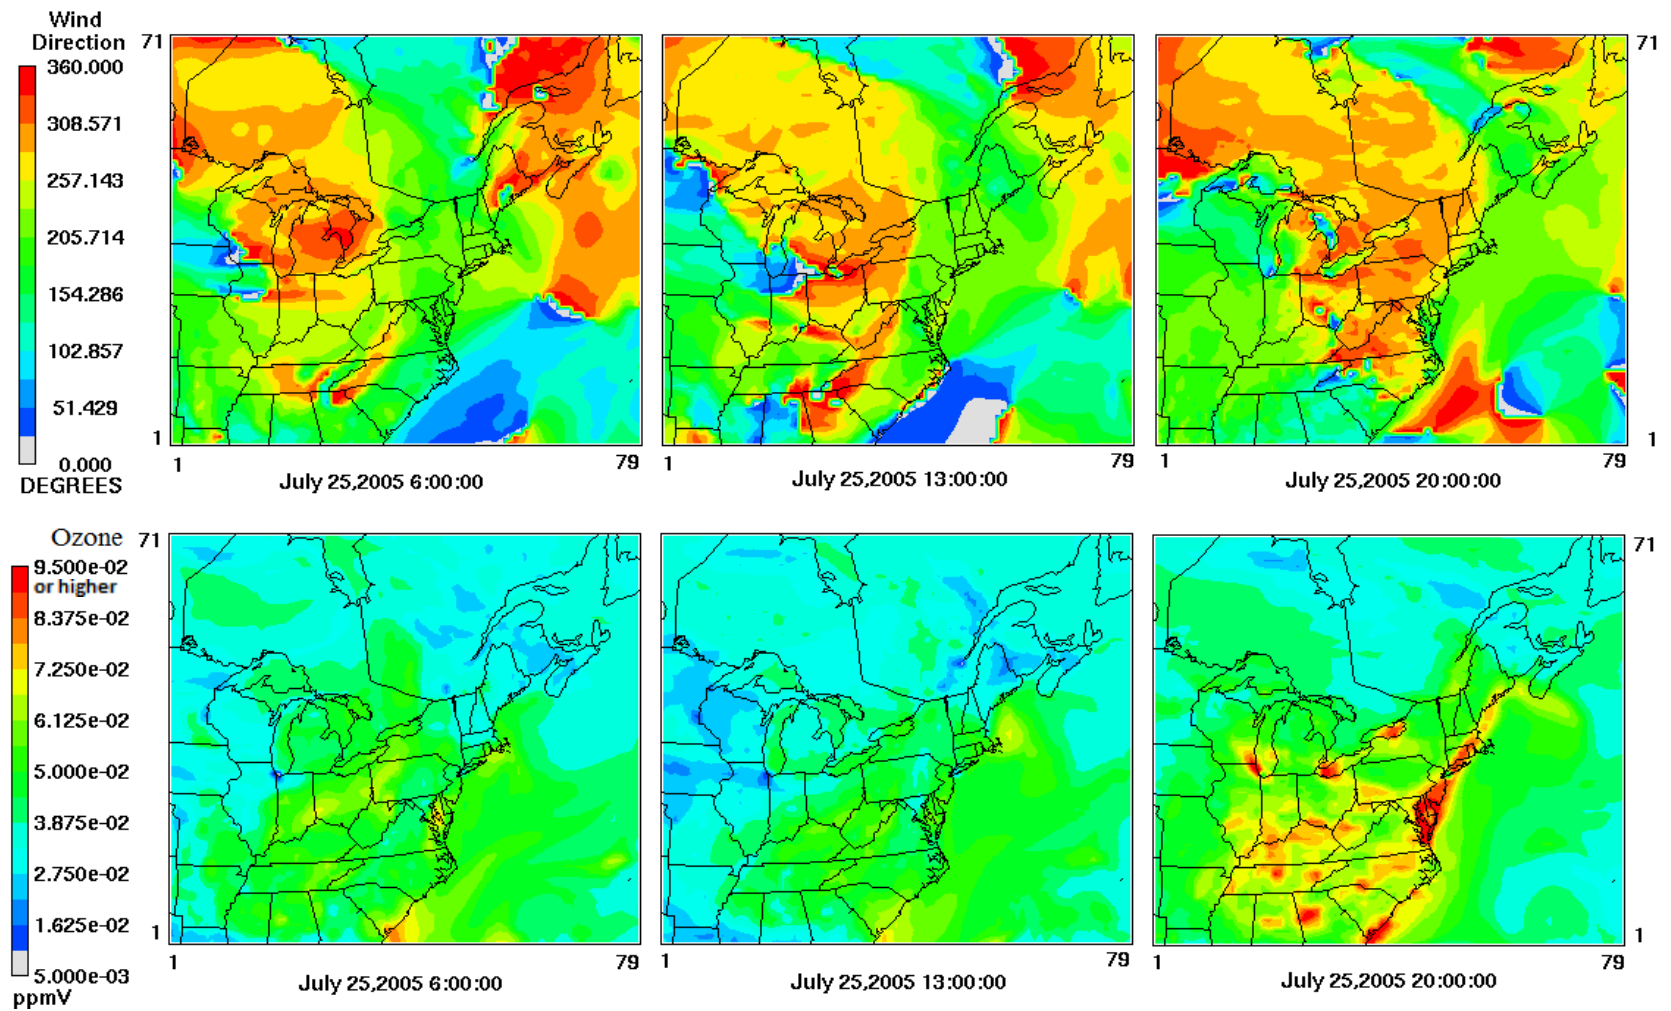 Wind
Direction
360.000
308.571
257.143
205.714
154.286
102.857
51.429
0.000
DEGREES
71
1
1
79
July 25,2005 6:00:00
1
79
July 25,2005 13:00:00
71
1
1
79
July 25,2005 20:00:00
Ozone
9.500e-02
or higher
8.375e-02
7.250e-02
6.125e-02
5.000e-02
3.875e-02
2.750e-02
1.625e-02
5.000e-03
ppmV
71
1
1
79
July 25,2005 6:00:00
1
79
July 25,2005 13:00:00
71
1
1
79
July 25,2005 20:00:00